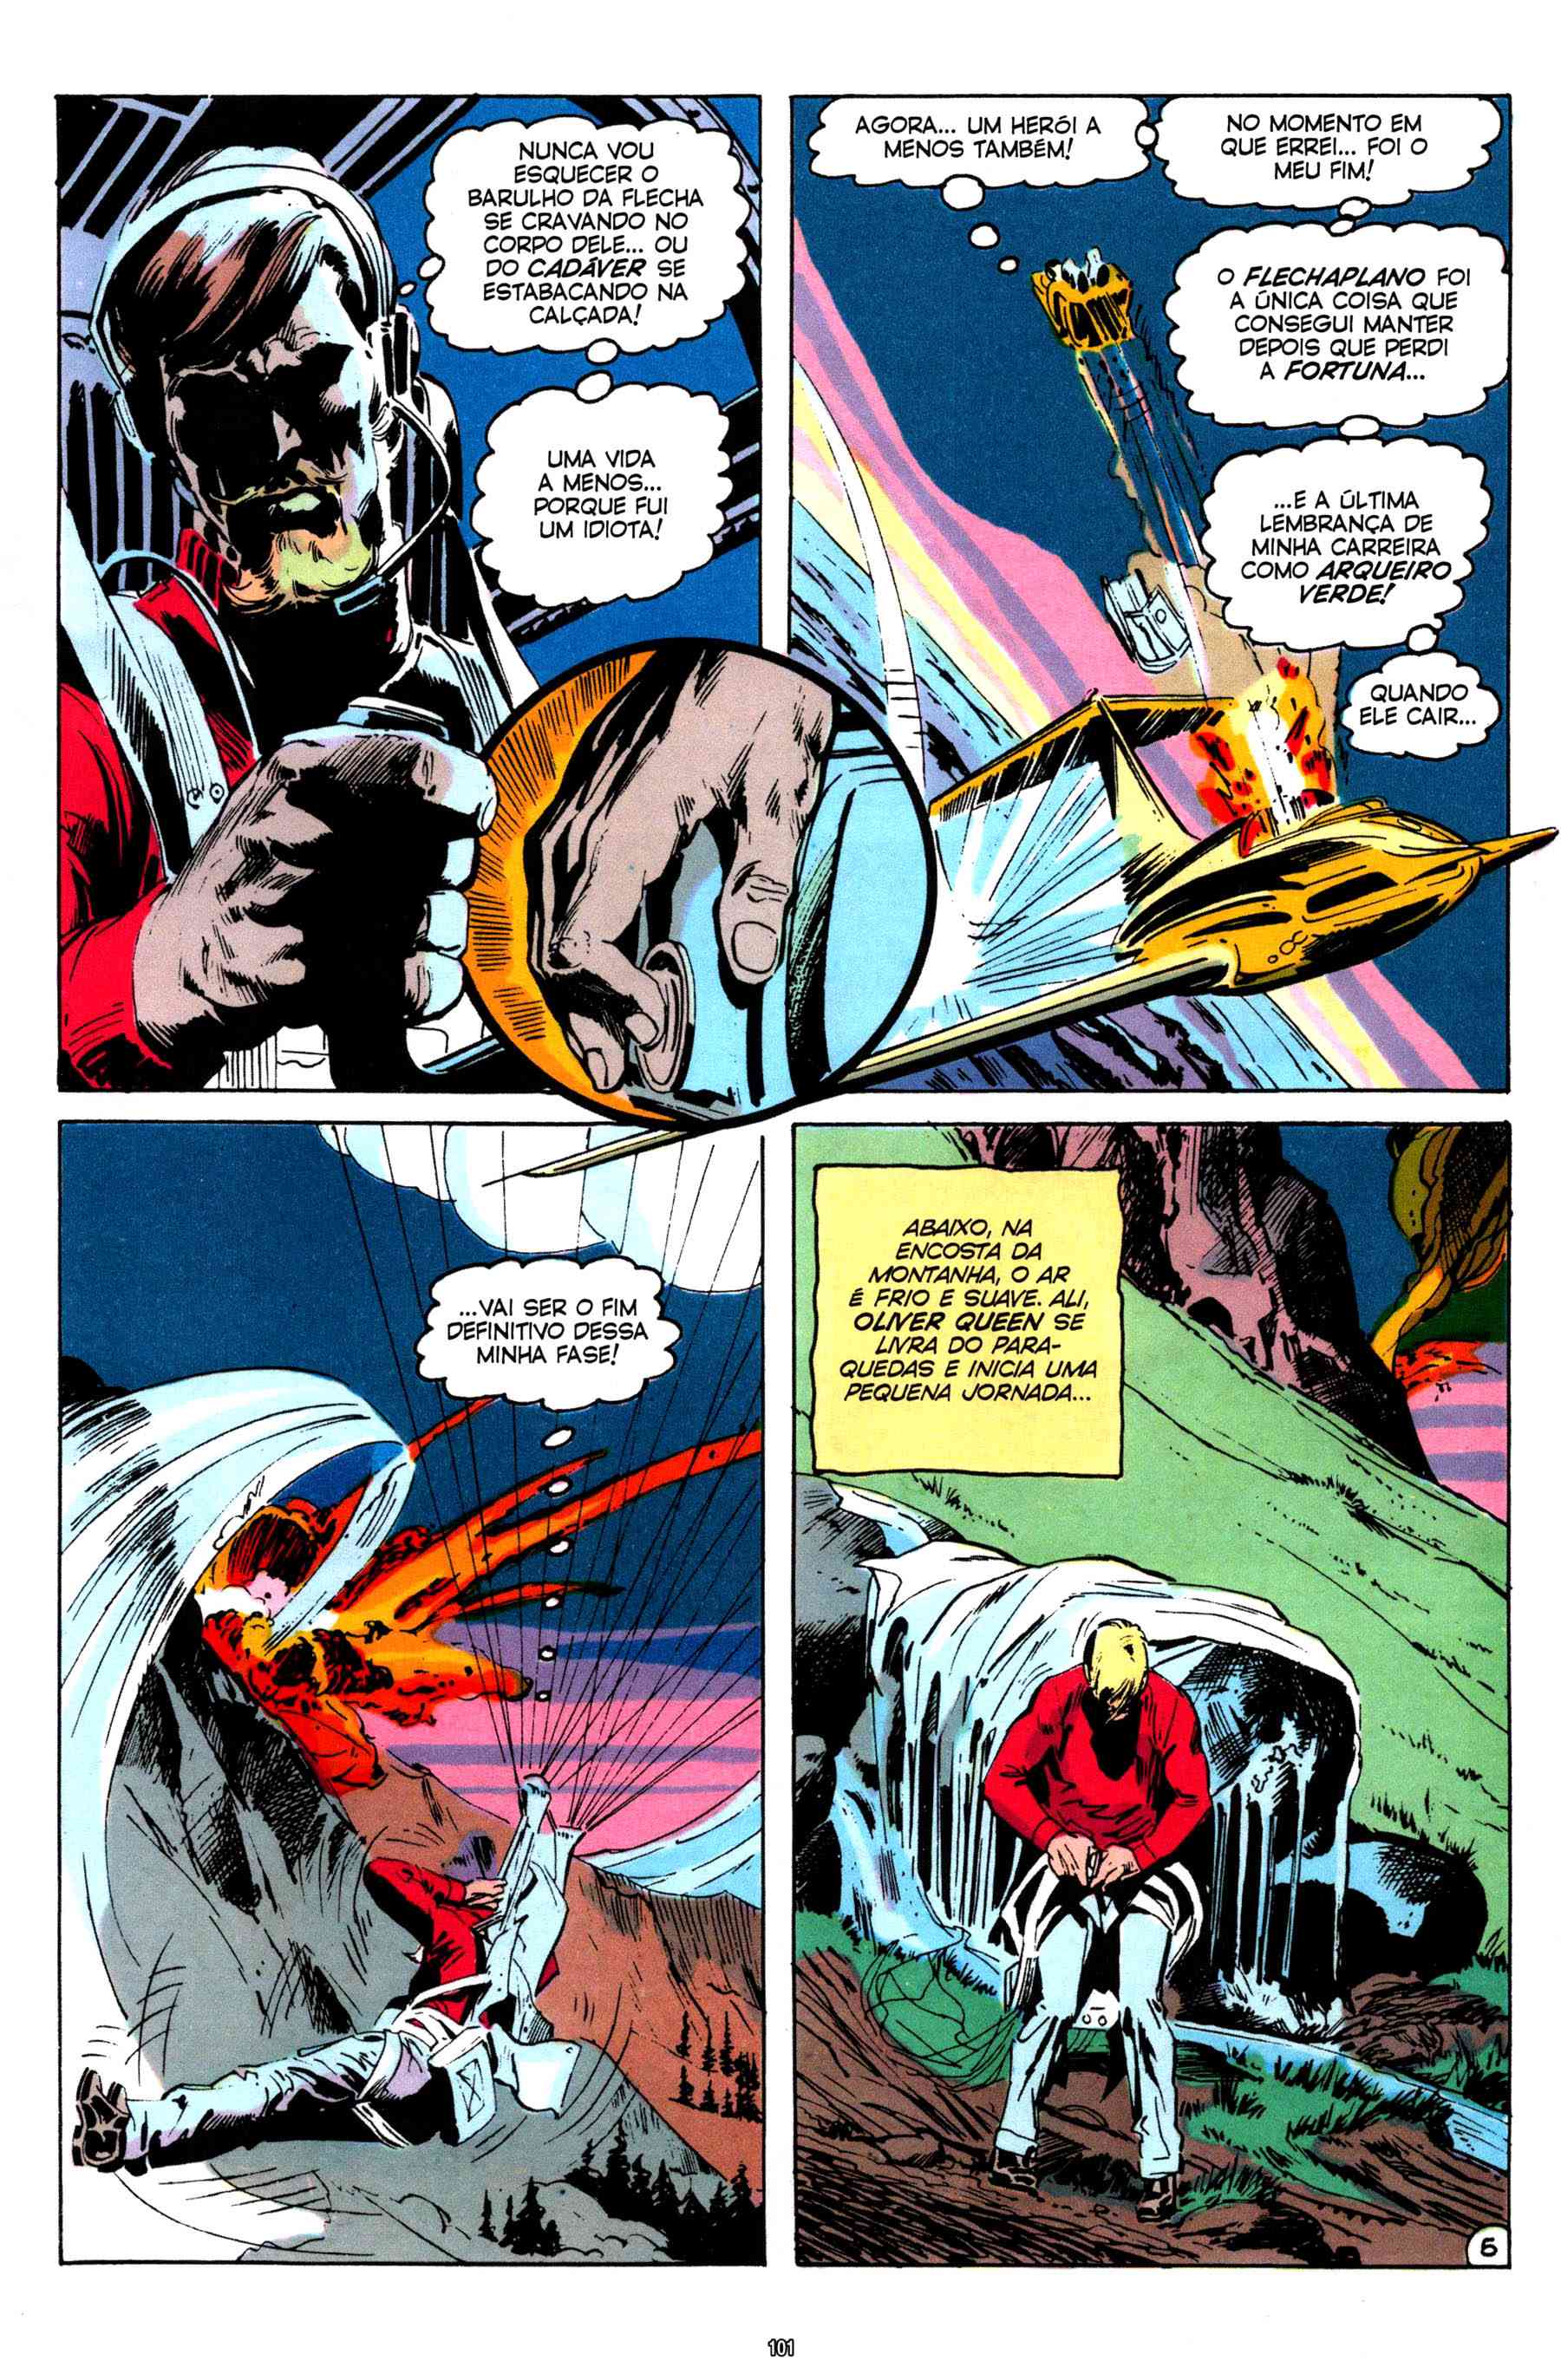 NUNCA VOU
ESQUECER O
BARULHO DA FLECHA
SE CRAVANDO NO
CORPO DELE... OU
DO CADÁVER SE
ESTABACANDO NA
CALÇADA!
UMA VIDA
A MENOS...
PORQUE FUI
UM IDIOTA!
AGORA... UM HERÓI A
MENOS TAMBÉM!
NO MOMENTO EM
QUE ERREI... FOI O
MEU FIM!
O FLECHAPLANO FOI
A ÚNICA COISA QUE
CONSEGUI MANTER
DEPOIS QUE PERDI
A FORTUNA...
...E A ÚLTIMA
LEMBRANÇA DE
MINHA CARREIRA
COMO ARQUEIRO
VERDE!
QUANDO
ELE CAIR...
...VAI SER O FIM
DEFINITIVO DESSA
MINHA FASE!
ABAIXO, NA
ENCOSTA DA
MONTANHA, O AR
É FRIO E SUAVE. ALI,
OLIVER QUEEN SE
LIVRA DO PARA-
QUEDAS E INICIA UMA
PEQUENA JORNADA...
5
101